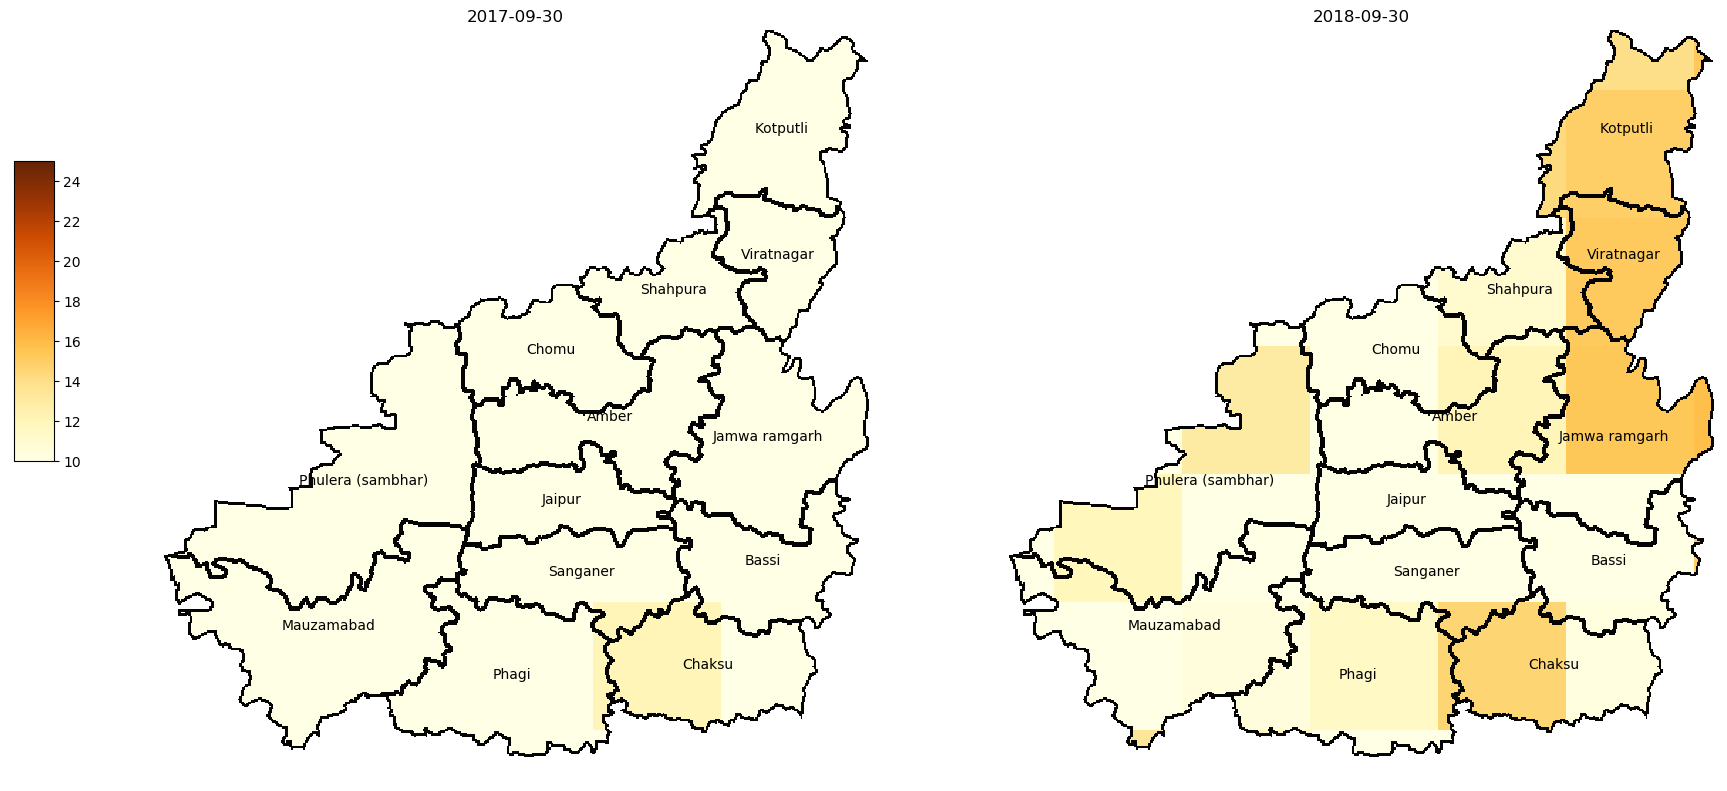 2017-09-30
2018-09-30
24
22
20
18
16
14
12
10
Kotputli
Viratnagar
Shahpura
Chomu
Amber
Jamwa ramgarh
Phulera (sambhar)
Jaipur
Bassi
Sanganer
Mauzamabad
Chaksu
Phagi
Kotputli
Viratnagar
Shahpura
Chomu
Amber
Jamwa ramgarh
Phulera (sambhar)
Jaipur
Bassi
Sanganer
Mauzamabad
Chaksu
Phagi